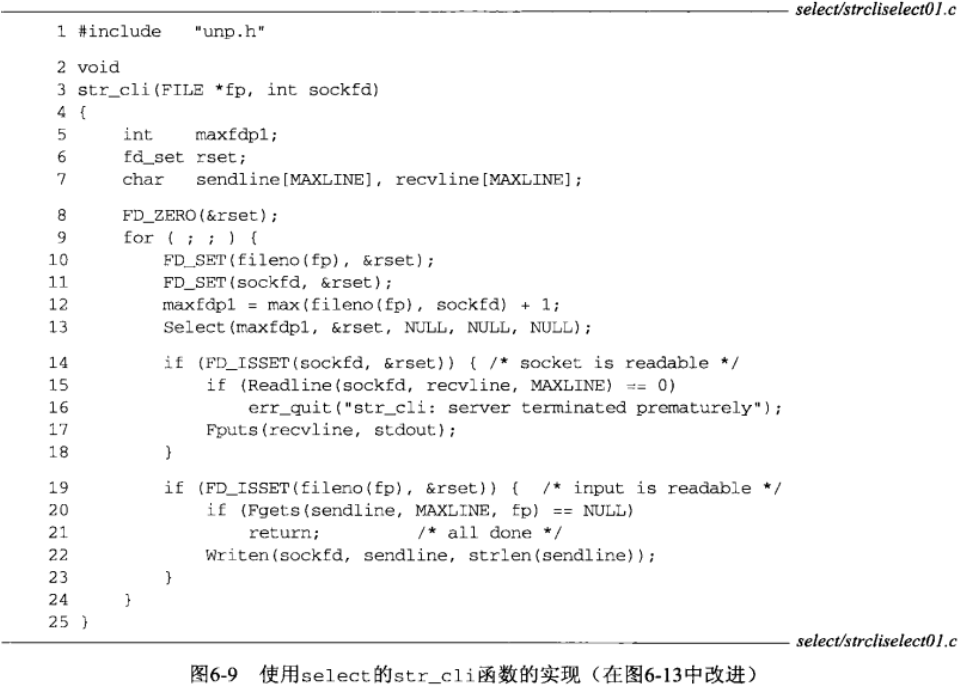 select/strcliselect01.c
1 #include   "unp.h"
2 void
3 str_cli(FILE *fp, int sockfd)
4 {
5     int    maxfdp1;
6     fd_set rset;
7     char   sendline[MAXLINE], recvline[MAXLINE];
8     FD_ZERO(&rset);
9     for ( ; ; ) {
10         FD_SET(fileno(fp), &rset);
11         FD_SET(sockfd, &rset);
12         maxfdp1 = max(fileno(fp), sockfd) + 1;
13         Select(maxfdp1, &rset, NULL, NULL, NULL);
14         if (FD_ISSET(sockfd, &rset)) { /* socket is readable */
15             if (Readline(sockfd, recvline, MAXLINE) == 0)
16                 err_quit("str_cli: server terminated prematurely");
17             Fputs(recvline, stdout);
18         }
19         if (FD_ISSET(fileno(fp), &rset)) {  /* input is readable */
20             if (Fgets(sendline, MAXLINE, fp) == NULL)
21                 return;         /* all done */
22             Writen(sockfd, sendline, strlen(sendline));
23         }
24     }
25 }
select/strcliselect01.c
图6-9 使用select的str_cli函数的实现（在图6-13中改进）